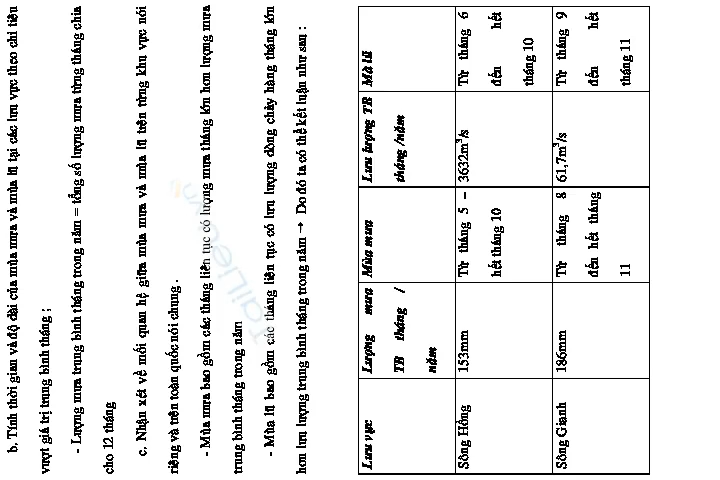 b. Tính thời gian và độ dài của mùa mưa và mùa lũ tại các lưu vực theo chỉ tiêu
vượt giá trị trung bình tháng ;
- Lượng mưa trung bình tháng trong năm = tổng số lượng mưa từng tháng chia
cho 12 tháng
c. Nhận xét về mối quan hệ giữa mùa mưa và mùa lũ trên từng khu vực nói
riêng và trên toàn quốc nói chung .
- Mùa mưa bao gồm các tháng liên tục có lượng mưa tháng lớn hơn lượng mưa
trung bình tháng trong năm
- Mùa lũ bao gồm các tháng liên tục có lưu lượng dòng chảy hàng tháng lớn
hơn lưu lượng trung bình tháng trong năm → Do đó ta có thể kết luận như sau :
TaiLieu.vn
Lưu vực
Lượng mưa
TB tháng /
năm
Mùa mưa
Lưu lượng TB
tháng /năm
Mà lũ
Sông Hồng
153mm
Từ tháng 5 –
hết tháng 10
3632m³/s
Từ tháng 6
đến hết
tháng 10
Sông Gianh
186mm
Từ tháng 8
đến hết tháng
11
61,7m³/s
Từ tháng 9
đến hết
tháng 11